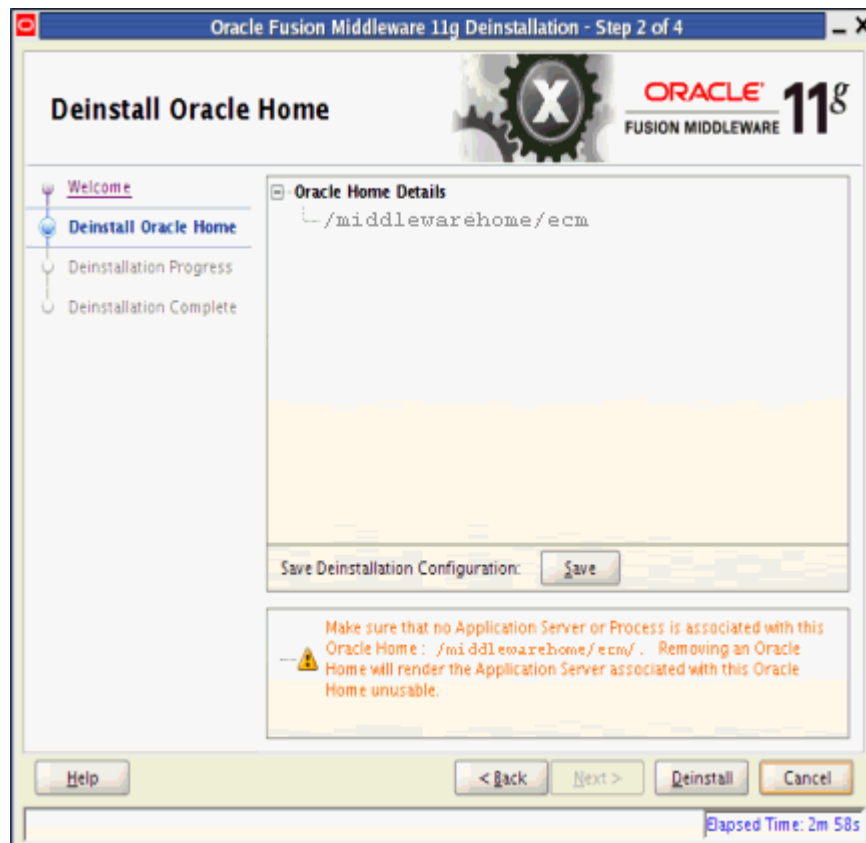 Oracle Fusion Middleware 11g Deinstallation - Step 2 of 4
Deinstall Oracle Home
X
ORACLE
FUSION MIDDLEWARE
11g
Welcome
Deinstall Oracle Home
Deinstallation Progress
Deinstallation Complete
Oracle Home Details
/middlewarehome/ecm
Save Deinstallation Configuration:
Save
Make sure that no Application Server or Process is associated with this
Oracle Home : /middlewarehome/ecm/. Removing an Oracle
Home will render the Application Server associated with this Oracle
Home unusable.
Help
< Back
Next >
Deinstall
Cancel
Elapsed Time: 2m 58s